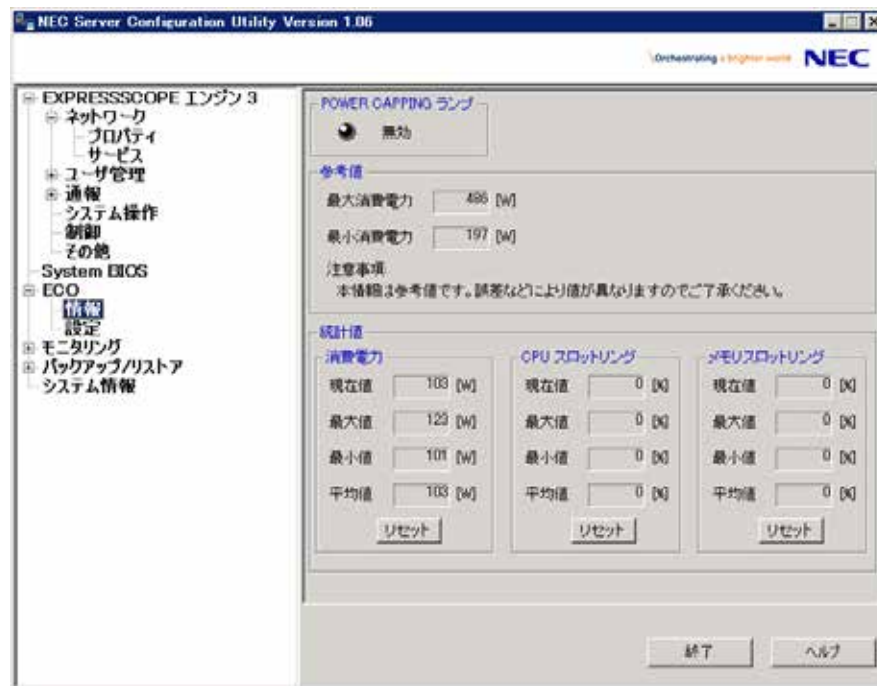 NEC Server Configuration Utility Version 1.06
Orchestrating a brighter world NEC
EXPRESSSCOPE エンジン 3
ネットワーク
プロパティ
サービス
ユーザ管理
通報
システム操作
制御
その他
System BIOS
ECO
情報
設定
モニタリング
バックアップ/リストア
システム情報
POWER CAPPING ランプ
無効
参考値
最大消費電力 486 [W]
最小消費電力 197 [W]
注意事項
本情報は参考値です。誤差などにより値が異なりますのでご了承ください。
統計値
消費電力
現在値 103 [W]
最大値 123 [W]
最小値 101 [W]
平均値 103 [W]
リセット
CPU スロットリング
現在値 0 [%]
最大値 0 [%]
最小値 0 [%]
平均値 0 [%]
リセット
メモリスロットリング
現在値 0 [%]
最大値 0 [%]
最小値 0 [%]
平均値 0 [%]
リセット
終了 ヘルプ